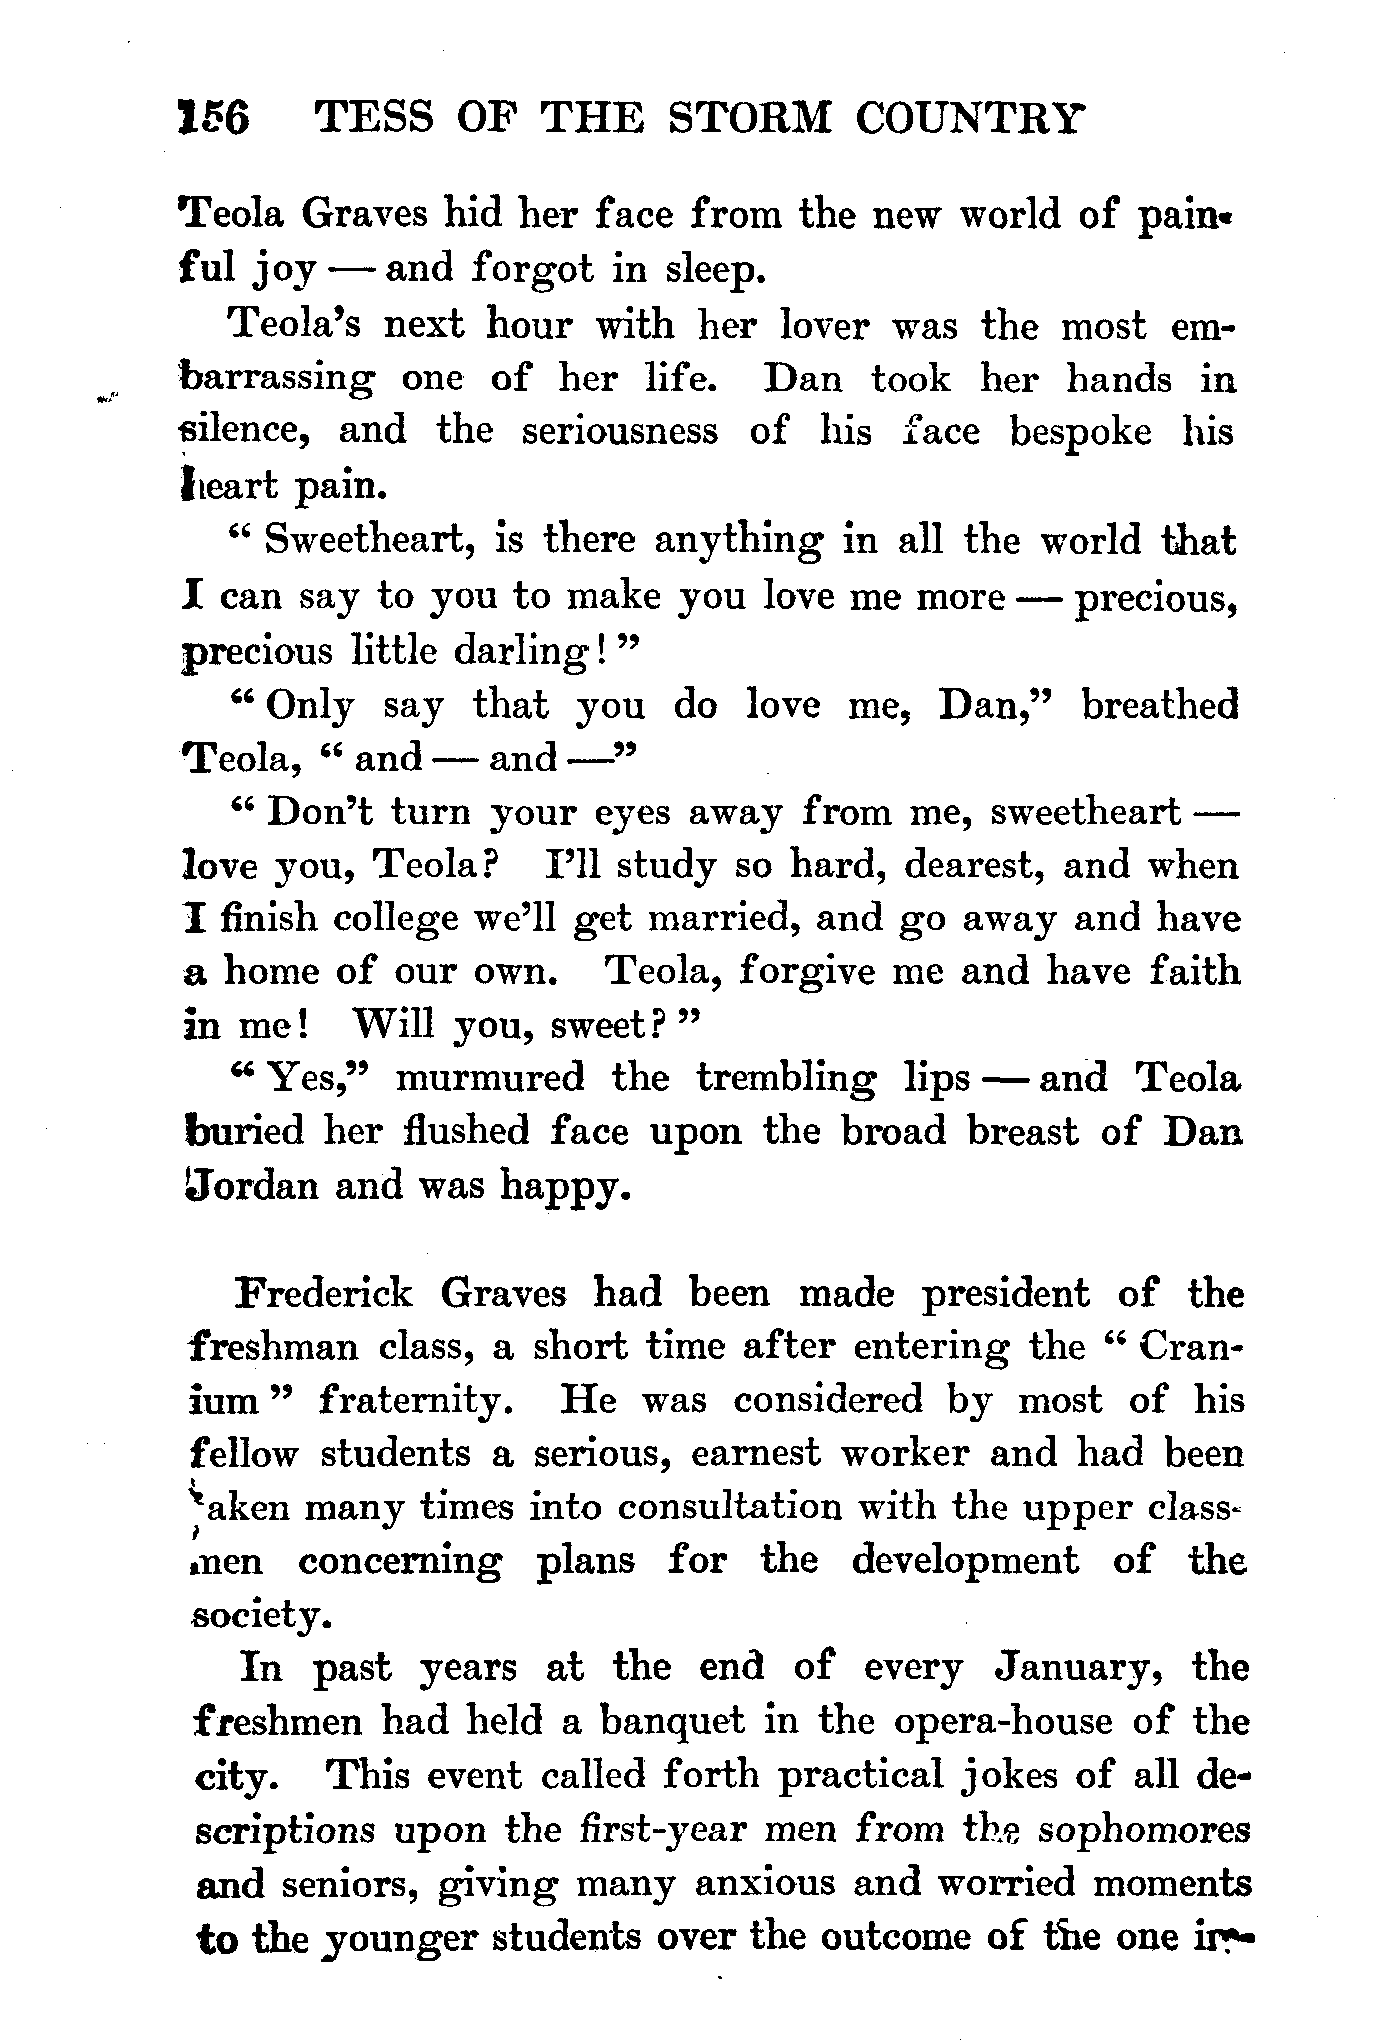 156 TESS OF THE STORM COUNTRY
Teola Graves hid her face from the new world of pain-
ful joy — and forgot in sleep.
Teola's next hour with her lover was the most em-
barrassing one of her life. Dan took her hands in
silence, and the seriousness of his face bespoke his
heart pain.
“ Sweetheart, is there anything in all the world that
I can say to you to make you love me more — precious,
precious little darling! ”
“ Only say that you do love me, Dan,” breathed
Teola, “ and — and —”
“ Don't turn your eyes away from me, sweetheart —
love you, Teola? I'll study so hard, dearest, and when
I finish college we'll get married, and go away and have
a home of our own. Teola, forgive me and have faith
in me! Will you, sweet? ”
“ Yes,” murmured the trembling lips — and Teola
buried her flushed face upon the broad breast of Dan
Jordan and was happy.
Frederick Graves had been made president of the
freshman class, a short time after entering the “ Cran-
ium ” fraternity. He was considered by most of his
fellow students a serious, earnest worker and had been
taken many times into consultation with the upper class-
men concerning plans for the development of the
society.
In past years at the end of every January, the
freshmen had held a banquet in the opera-house of the
city. This event called forth practical jokes of all de-
scriptions upon the first-year men from the sophomores
and seniors, giving many anxious and worried moments
to the younger students over the outcome of the one im-